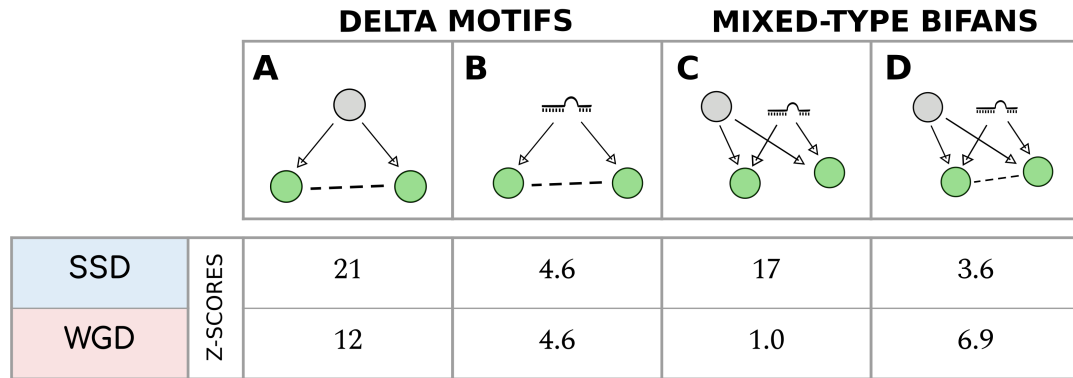 DELTA MOTIFS MIXED-TYPE BIFANS
A B C D
SSD 21 4.6 17 3.6
Z-SCORES
WGD 12 4.6 1.0 6.9